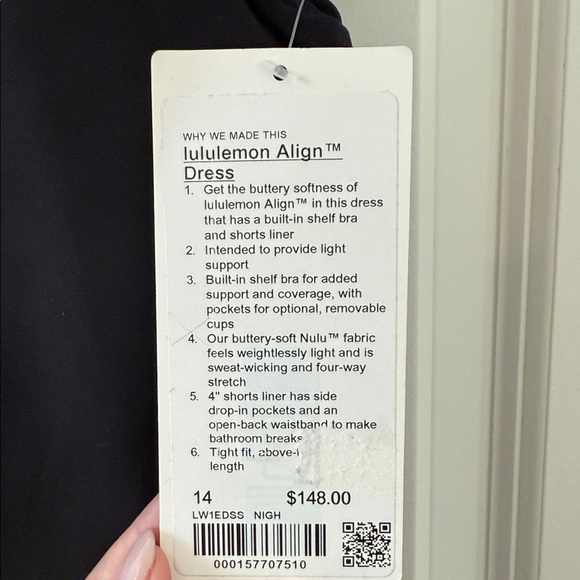 WHY WE MADE THIS
lululemon Align™
Dress
1. Get the buttery softness of
lululemon Align™ in this dress
that has a built-in shelf bra
and shorts liner
2. Intended to provide light
support
3. Built-in shelf bra for added
support and coverage, with
pockets for optional, removable
cups
4. Our buttery-soft Nulu™ fabric
feels weightlessly light and is
sweat-wicking and four-way
stretch
5. 4" shorts liner has side
drop-in pockets and an
open-back waistband to make
bathroom breaks
6. Tight fit, above-
length
14 $148.00
LW1EDSS NIGH
000157707510